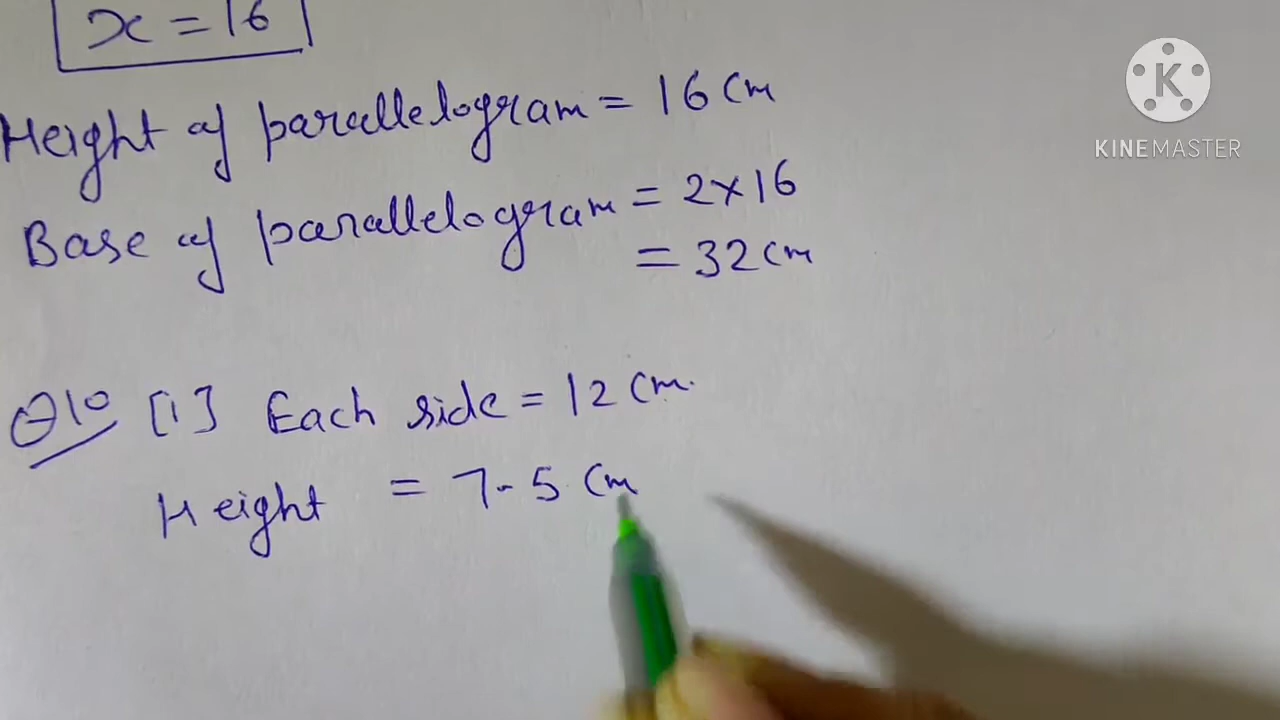 x = 16
Height of parallelogram = 16 cm
Base of parallelogram = 2×16
= 32 cm
Q10 [1] Each side = 12 cm.
Height = 7.5 cm
K
KINEMASTER